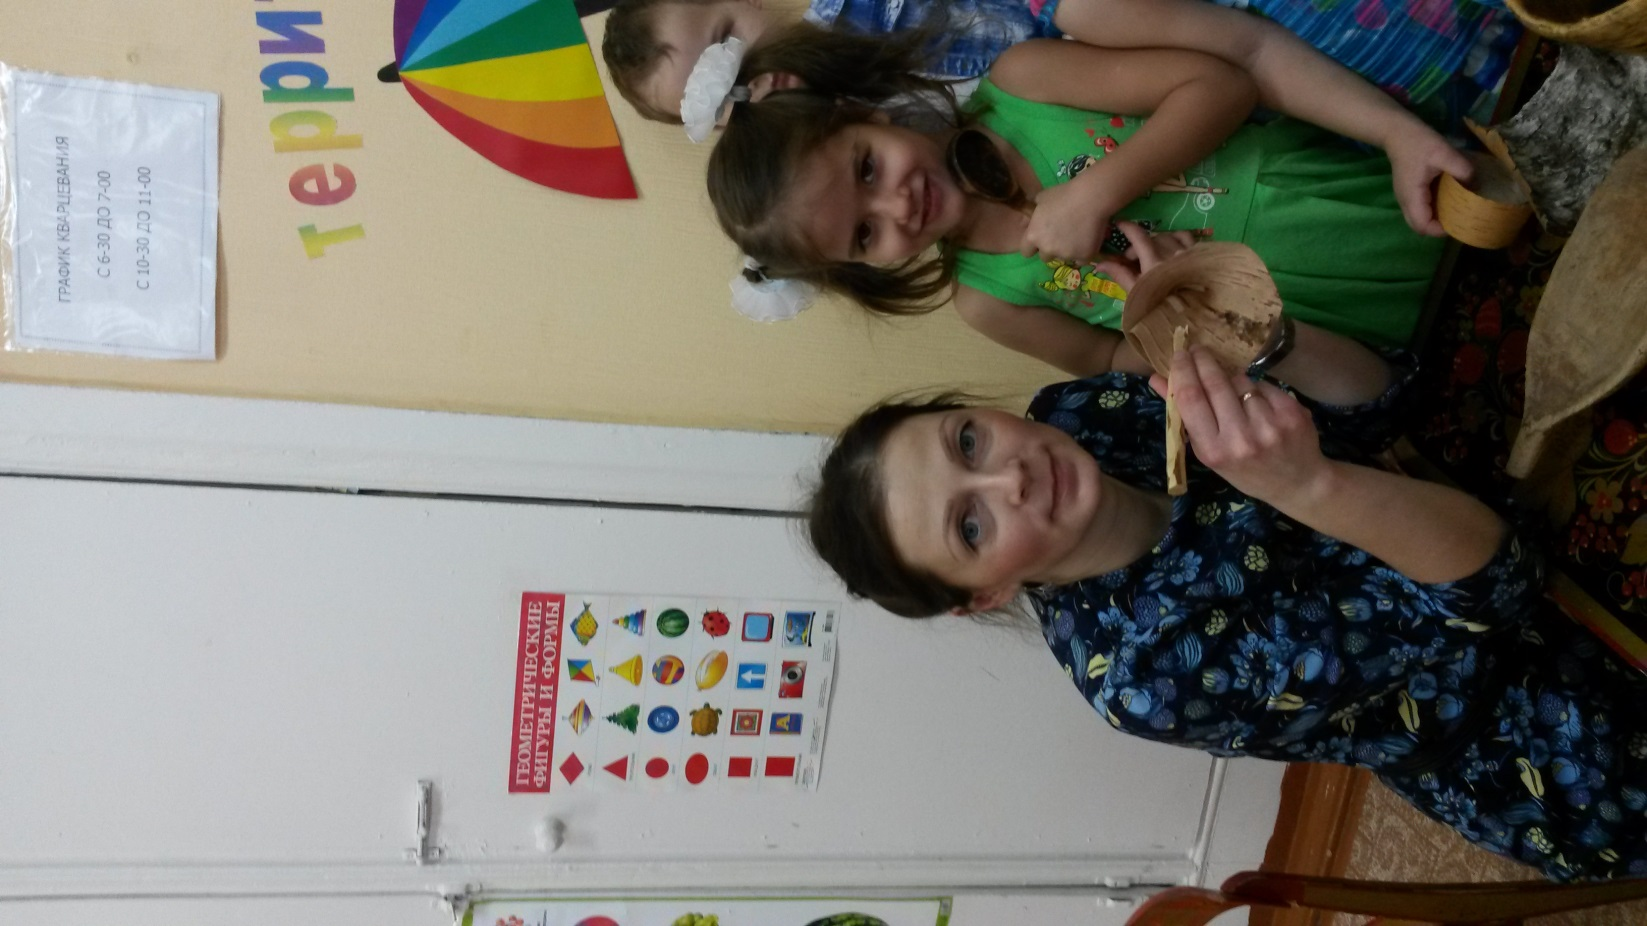 ГРАФИК КВАРЦЕВАНИЯ
С 6-30 ДО 7-00
С 10-30 ДО 11-00
терри
ГЕОМЕТРИЧЕСКИЕ
ФИГУРЫ И ФОРМЫ
А